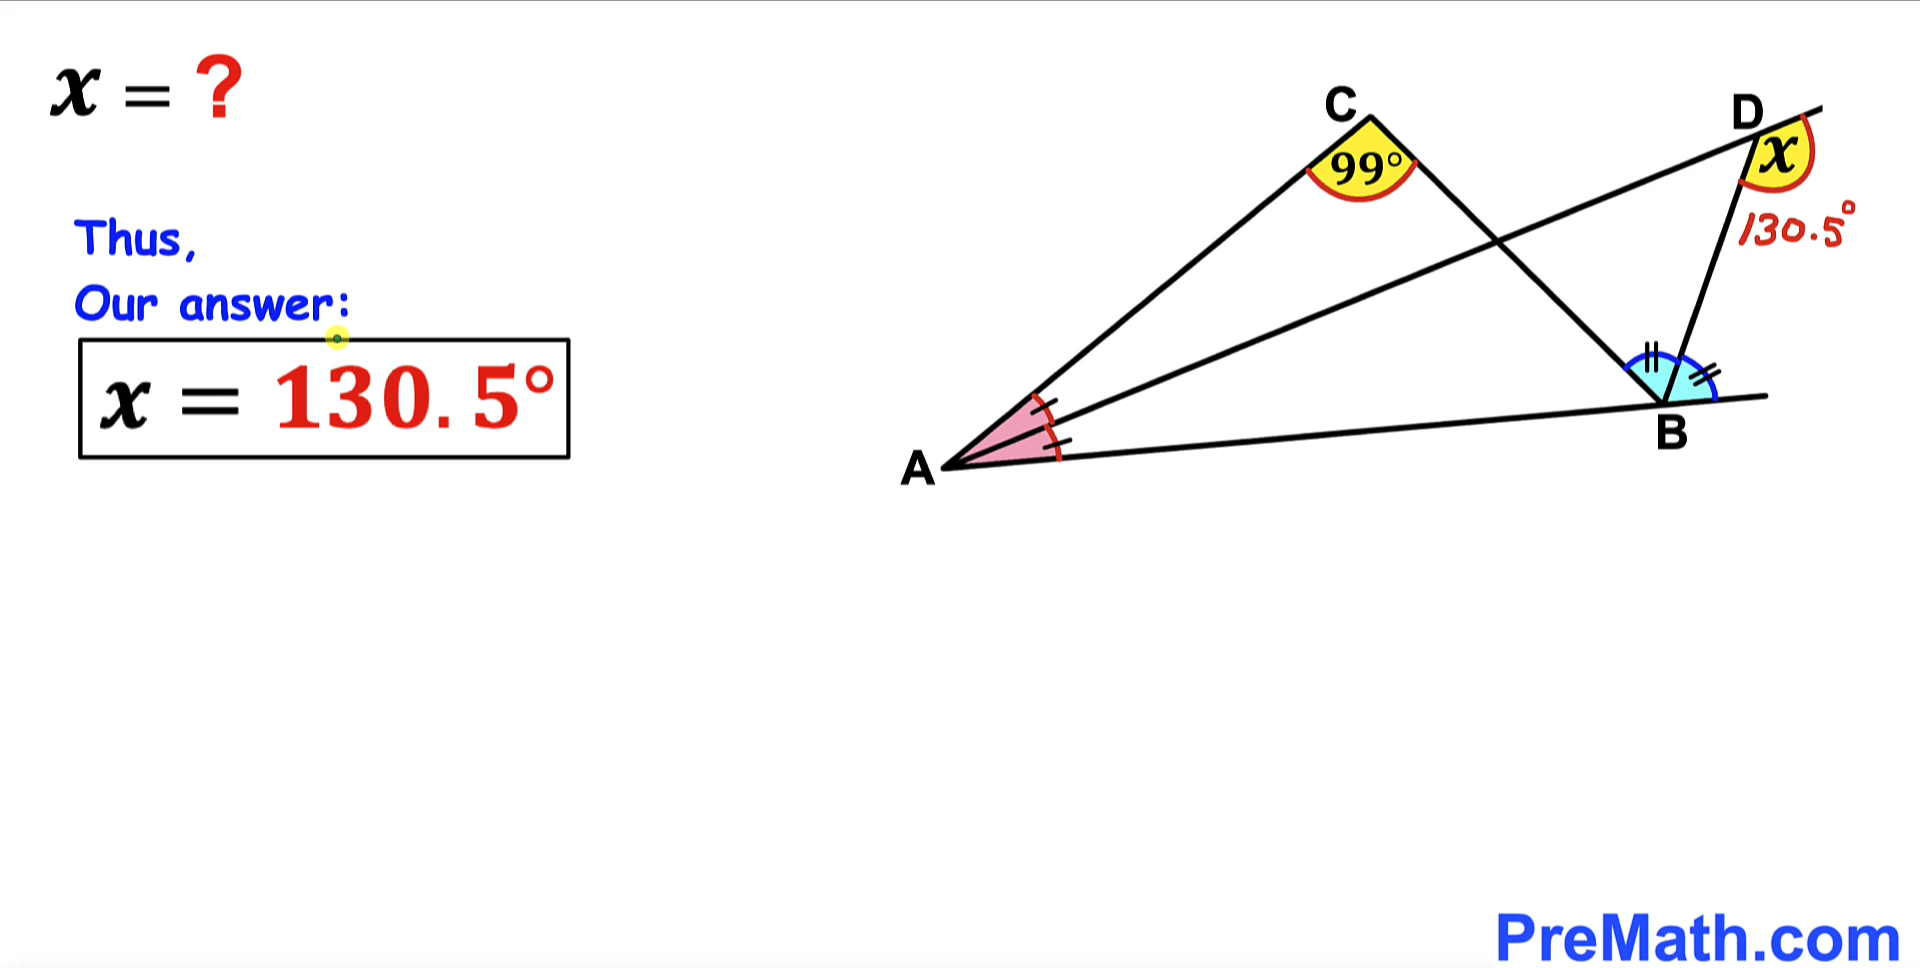 x = ?
C
D
99°
x
130.5°
Thus,
Our answer:
x = 130.5°
B
A
PreMath.com